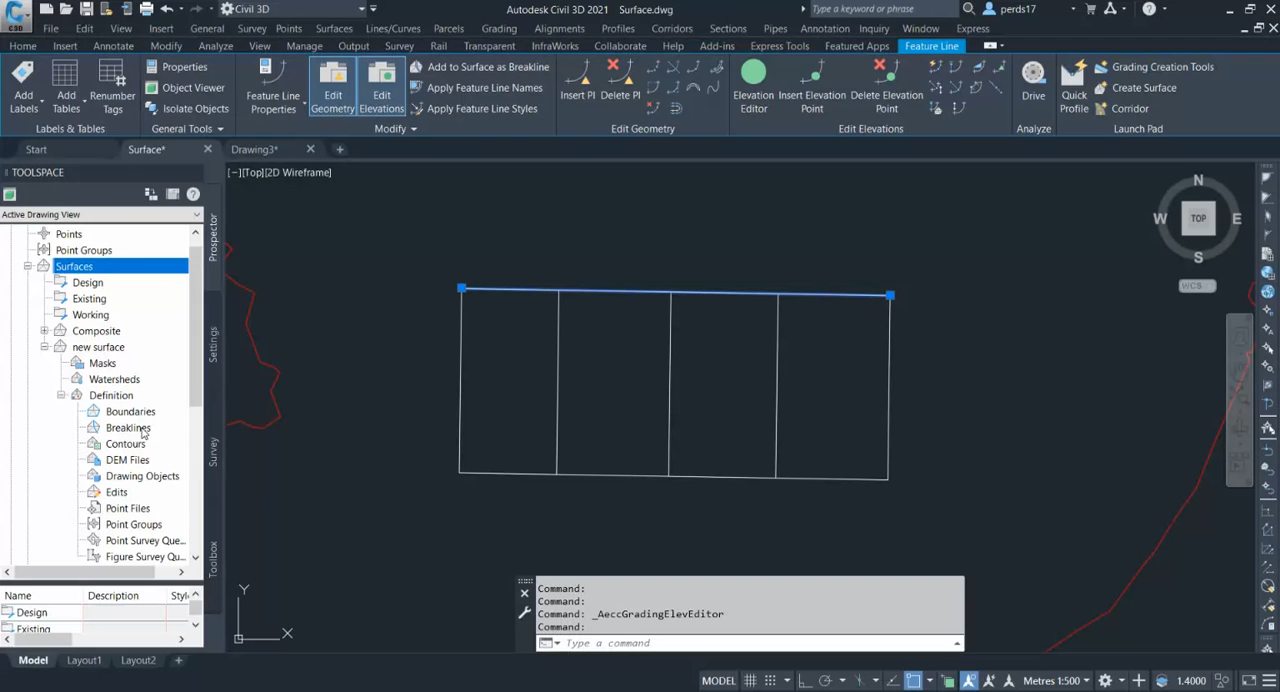 Civil 3D
Autodesk Civil 3D 2021 Surface.dwg
Type a keyword or phrase
perds17
C3D
File Edit View Insert General Survey Points Surfaces Lines/Curves Parcels Grading Alignments Profiles Corridors Sections Pipes Annotation Inquiry Window Express
Home Insert Annotate Modify Analyze View Manage Output Survey Rail Transparent InfraWorks Collaborate Help Add-ins Express Tools Featured Apps Feature Line
Add Labels
Add Tables
Renumber Tags
Properties
Object Viewer
Isolate Objects
Feature Line Properties
Edit Geometry
Edit Elevations
Add to Surface as Breakline
Apply Feature Line Names
Apply Feature Line Styles
Insert PI
Delete PI
Elevation Editor
Insert Elevation Point
Delete Elevation Point
Drive
Quick Profile
Grading Creation Tools
Create Surface
Corridor
Labels & Tables General Tools Modify Edit Geometry Edit Elevations Analyze Launch Pad
Start Surface* Drawing3*
TOOLSPACE
[−][Top][2D Wireframe]
Active Drawing View
Points
Point Groups
Surfaces
Design
Existing
Working
Composite
new surface
Masks
Watersheds
Definition
Boundaries
Breaklines
Contours
DEM Files
Drawing Objects
Edits
Point Files
Point Groups
Point Survey Que...
Figure Survey Qu...
Prospector
Settings
Survey
Toolbox
Name Description Style
Design
Existing
N
W TOP E
S
WCS
Y
X
Command:
Command:
Command: _AeccGradingElevEditor
Command:
Type a command
Model Layout1 Layout2
MODEL Metres 1:500 1.4000